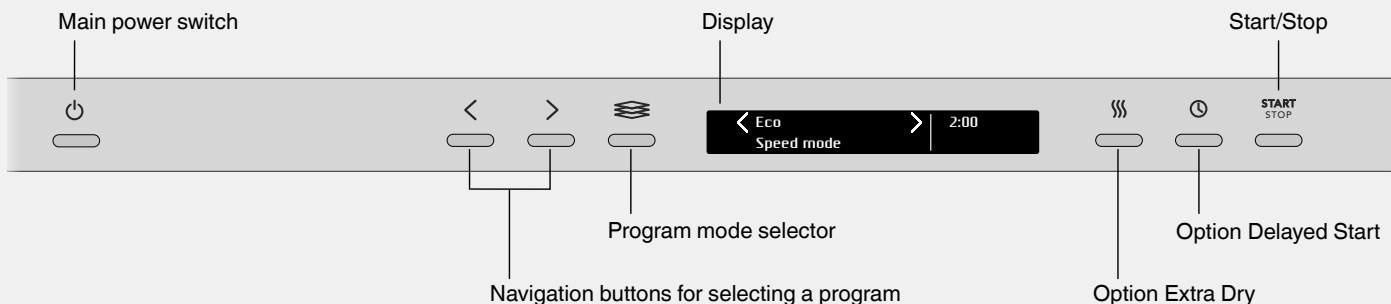 Main power switch
Display
Start/Stop
START
STOP
Eco 2:00
Speed mode
Program mode selector
Option Delayed Start
Navigation buttons for selecting a program
Option Extra Dry